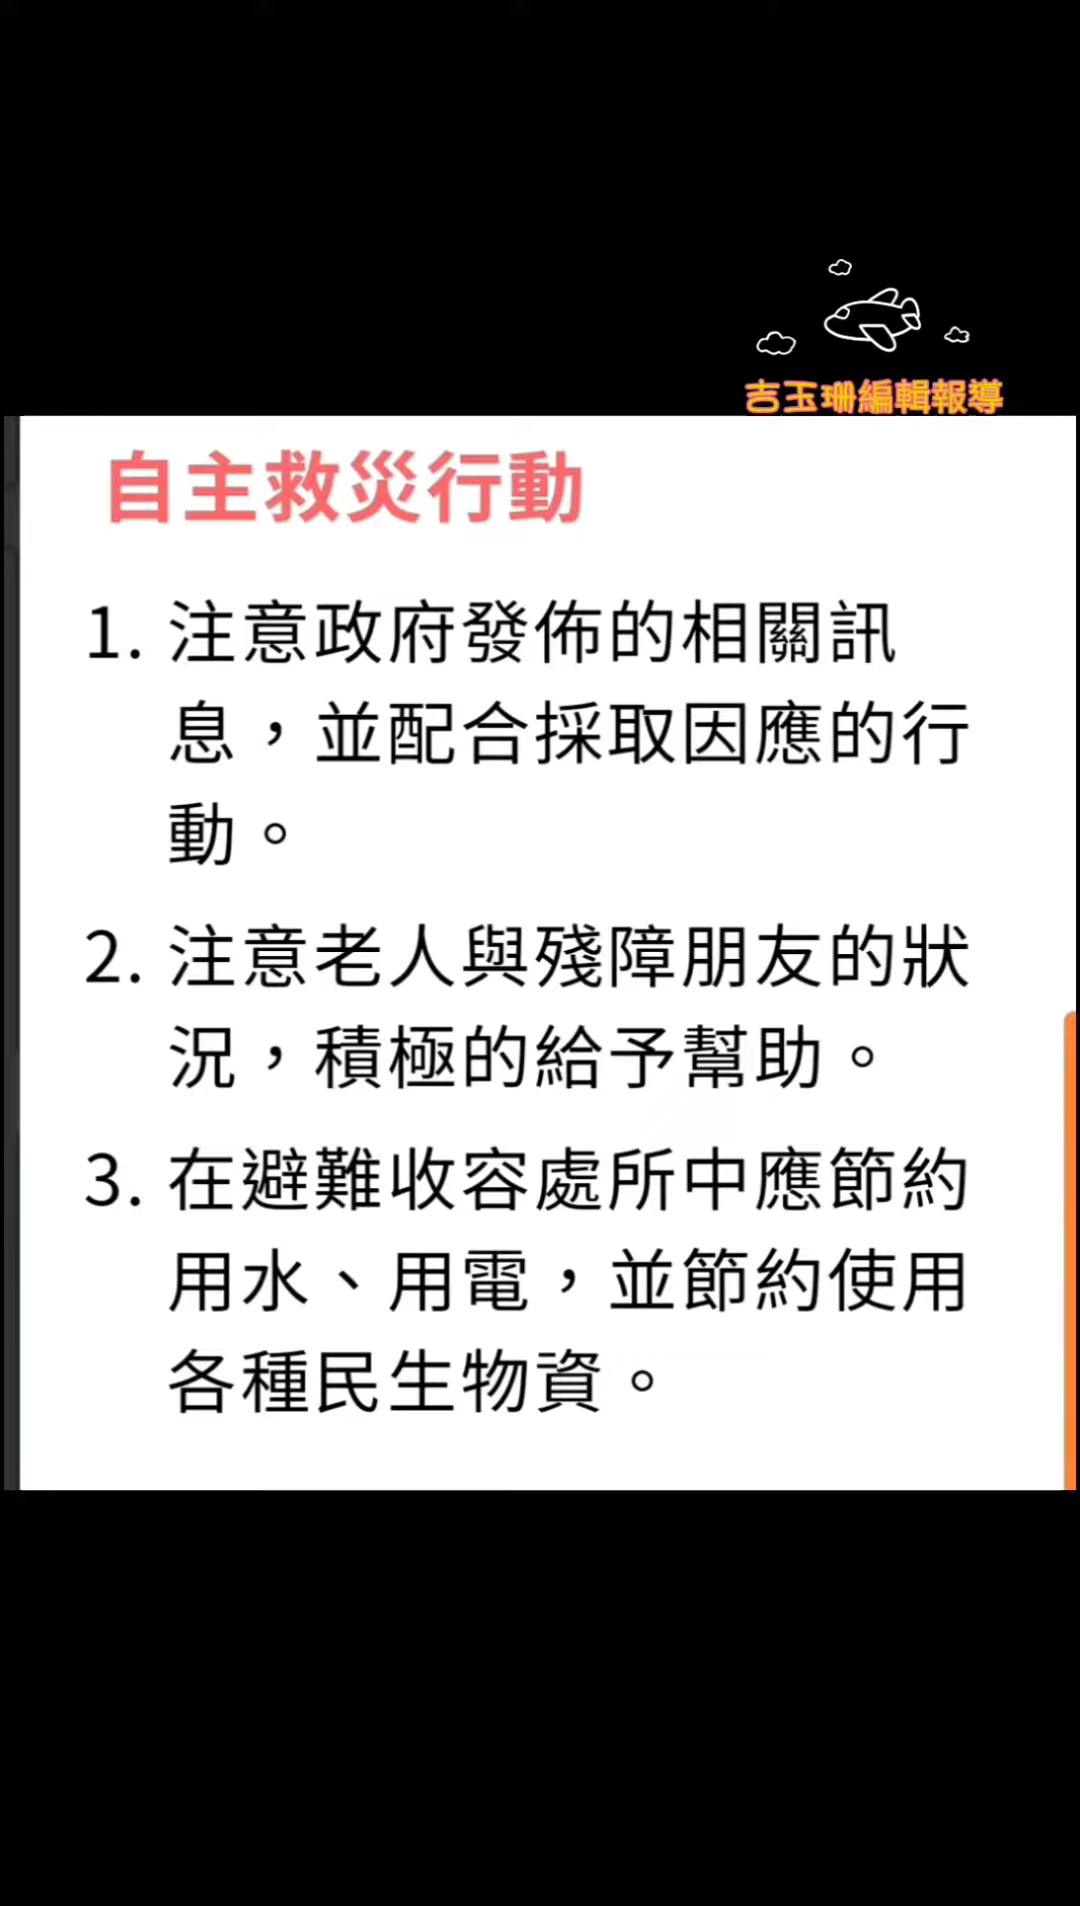 吉玉珊編輯報導
自主救災行動
1. 注意政府發佈的相關訊
息，並配合採取因應的行
動。
2. 注意老人與殘障朋友的狀
況，積極的給予幫助。
3. 在避難收容處所中應節約
用水、用電，並節約使用
各種民生物資。